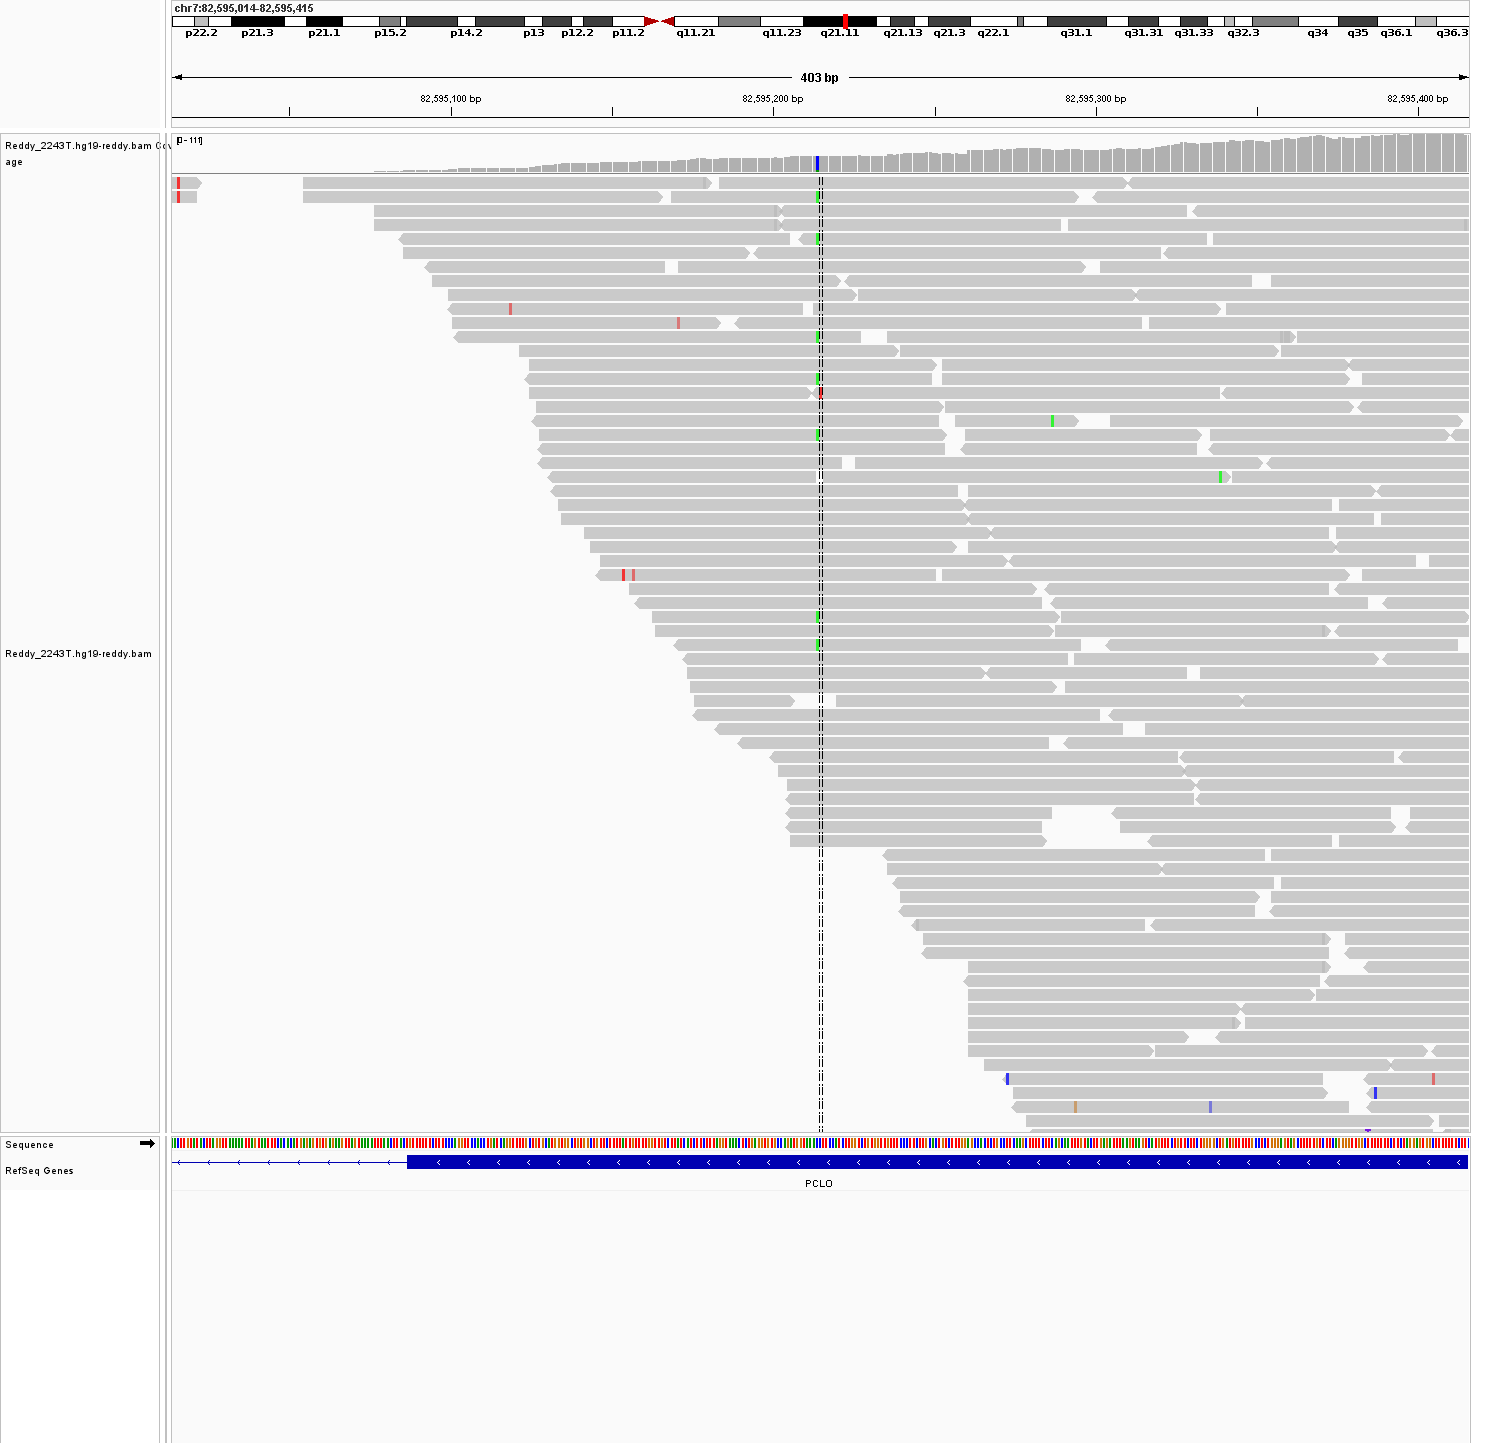 chr7:82,595,014-82,595,415
p22.2 p21.3 p21.1 p15.2 p14.2 p13 p12.2 p11.2 q11.21 q11.23 q21.11 q21.13 q21.3 q22.1 q31.1 q31.31 q31.33 q32.3 q34 q35 q36.1 q36.3
403 bp
82,595,100 bp 82,595,200 bp 82,595,300 bp 82,595,400 bp
[0 - 111]
Reddy_2243T.hg19-reddy.bam Cov
age
Reddy_2243T.hg19-reddy.bam
Sequence
RefSeq Genes
PCLO